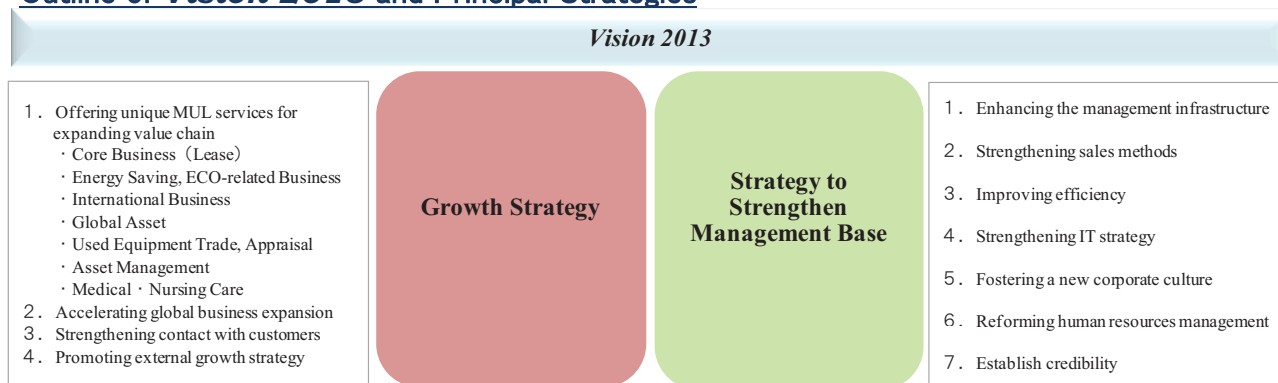 and Principal Strategies
Vision 2013
1. Offering unique MUL services for
expanding value chain
・Core Business（Lease）
・Energy Saving, ECO-related Business
・International Business
・Global Asset
・Used Equipment Trade, Appraisal
・Asset Management
・Medical・Nursing Care
2. Accelerating global business expansion
3. Strengthening contact with customers
4. Promoting external growth strategy
Growth Strategy
Strategy to
Strengthen
Management Base
1. Enhancing the management infrastructure
2. Strengthening sales methods
3. Improving efficiency
4. Strengthening IT strategy
5. Fostering a new corporate culture
6. Reforming human resources management
7. Establish credibility